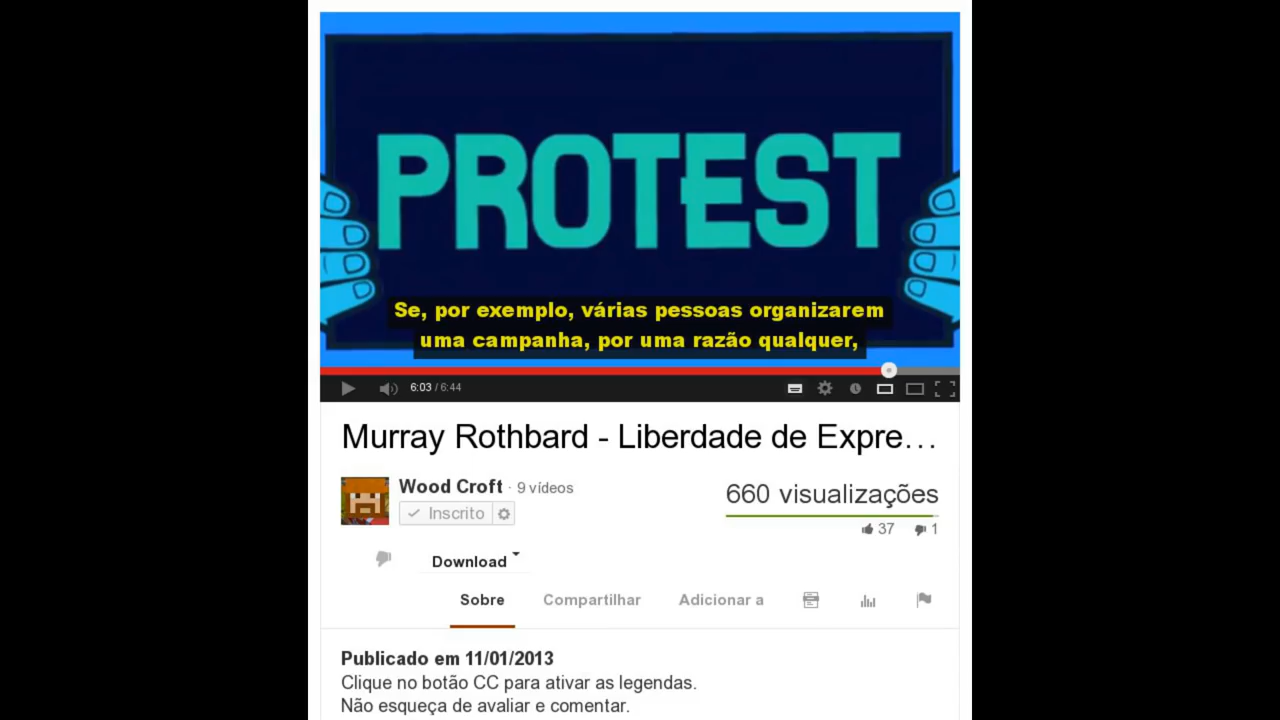 PROTEST
Se, por exemplo, várias pessoas organizarem
uma campanha, por uma razão qualquer,
6:03 / 6:44
Murray Rothbard - Liberdade de Expre...
Wood Croft · 9 vídeos
Inscrito
660 visualizações
37 1
Download
Sobre Compartilhar Adicionar a
Publicado em 11/01/2013
Clique no botão CC para ativar as legendas.
Não esqueça de avaliar e comentar.